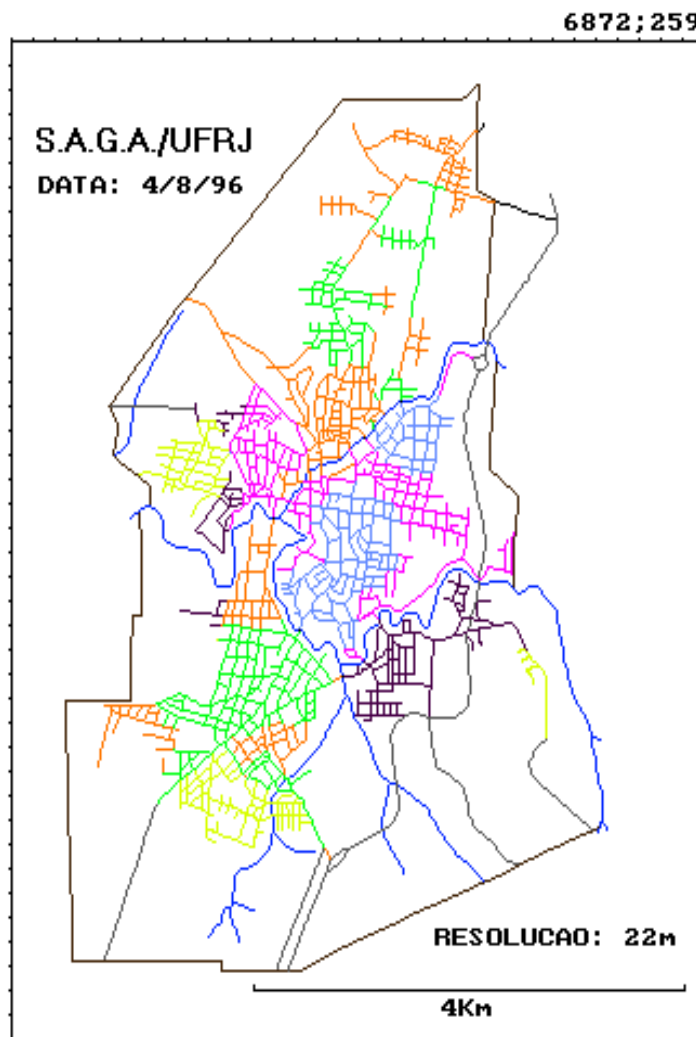 6872;259
S.A.G.A./UFRJ
DATA: 4/8/96
RESOLUCAO: 22m
4Km